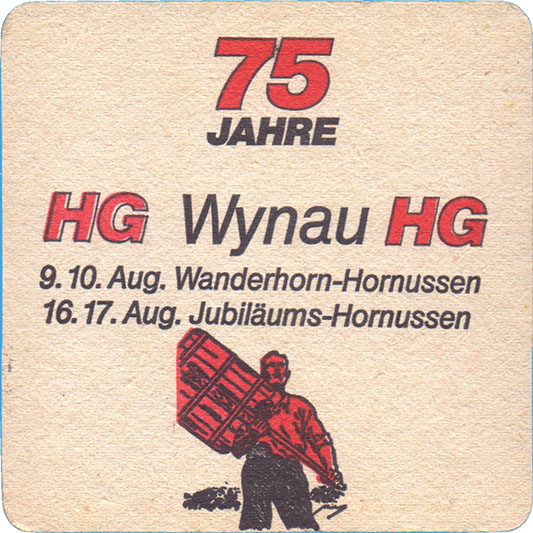 75
JAHRE
HG Wynau HG
9. 10. Aug. Wanderhorn-Hornussen
16. 17. Aug. Jubiläums-Hornussen